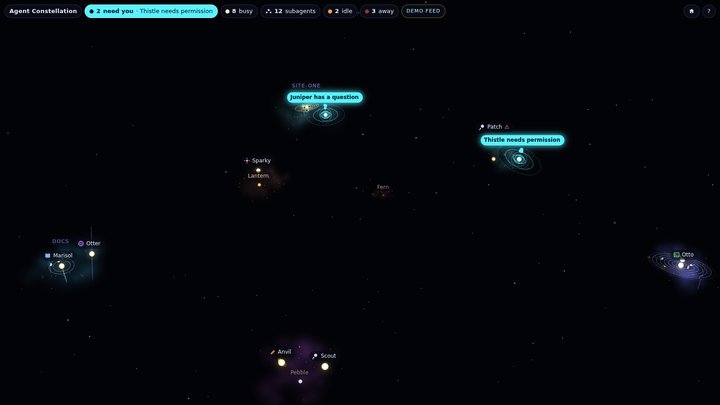 Agent Constellation
2 need you · Thistle needs permission
8 busy
12 subagents
2 idle
3 away
DEMO FEED
?
SITE-ONE
Juniper has a question
Patch
Thistle needs permission
Sparky
Lantern
Fern
DOCS
Otter
Marisol
Otto
Anvil
Scout
Pebble